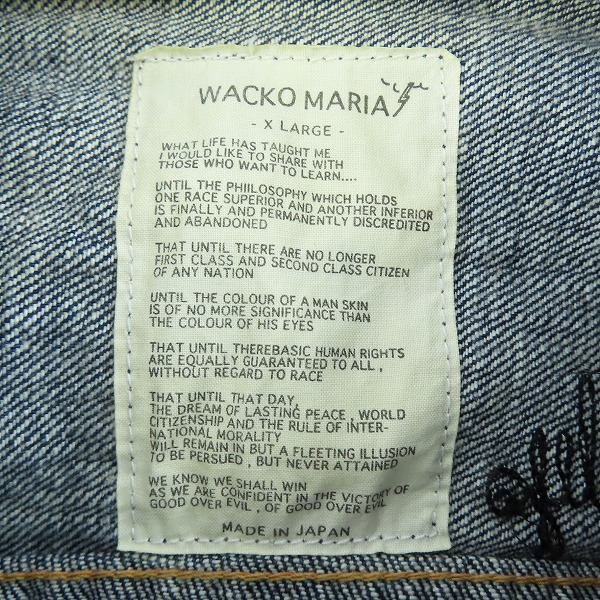 WACKO MARIA
- X LARGE -
WHAT LIFE HAS TAUGHT ME
I WOULD LIKE TO SHARE WITH
THOSE WHO WANT TO LEARN....
UNTIL THE PHIILOSOPHY WHICH HOLDS
ONE RACE SUPERIOR AND ANOTHER INFERIOR
IS FINALLY AND PERMANENTLY DISCREDITED
AND ABANDONED
THAT UNTIL THERE ARE NO LONGER
FIRST CLASS AND SECOND CLASS CITIZEN
OF ANY NATION
UNTIL THE COLOUR OF A MAN SKIN
IS OF NO MORE SIGNIFICANCE THAN
THE COLOUR OF HIS EYES
THAT UNTIL THEREBASIC HUMAN RIGHTS
ARE EQUALLY GUARANTEED TO ALL ,
WITHOUT REGARD TO RACE
THAT UNTIL THAT DAY,
THE DREAM OF LASTING PEACE , WORLD
CITIZENSHIP AND THE RULE OF INTER-
NATIONAL MORALITY
WILL REMAIN IN BUT A FLEETING ILLUSION
TO BE PERSUED , BUT NEVER ATTAINED
WE KNOW WE SHALL WIN
AS WE ARE CONFIDENT IN THE VICTORY OF
GOOD OVER EVIL , OF GOOD OVER EVIL
MADE IN JAPAN